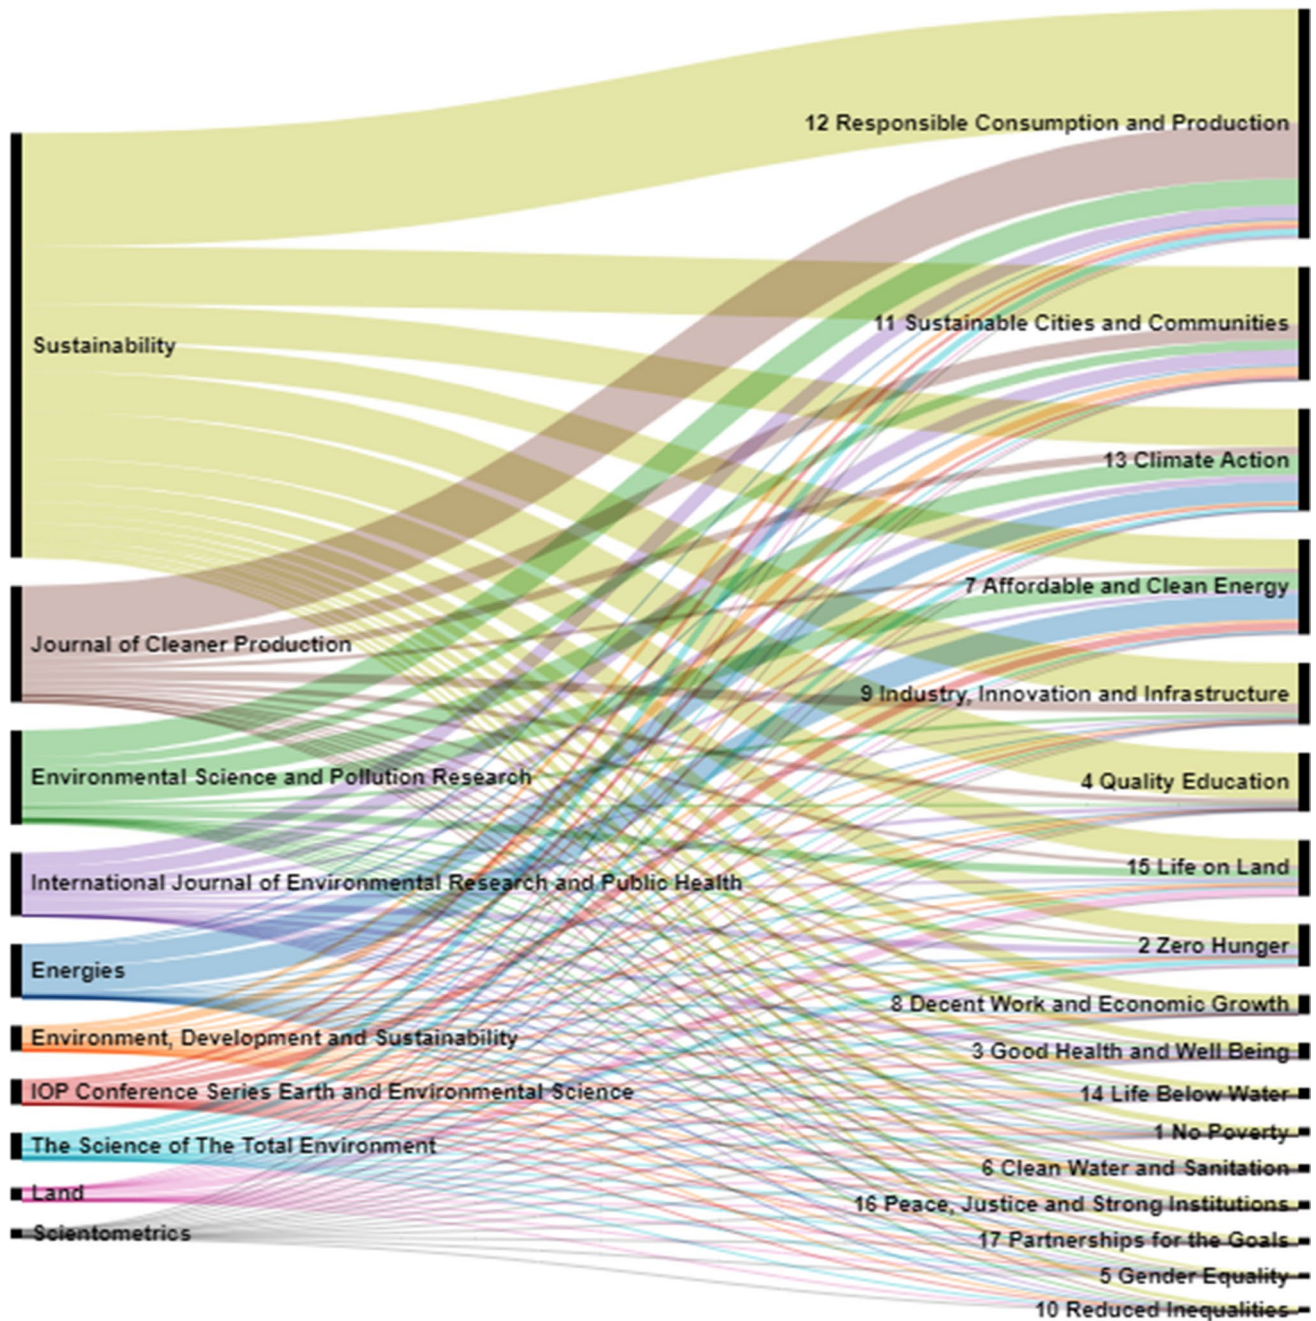 12 Responsible Consumption and Production
11 Sustainable Cities and Communities
Sustainability
13 Climate Action
7 Affordable and Clean Energy
Journal of Cleaner Production
9 Industry, Innovation and Infrastructure
Environmental Science and Pollution Research
4 Quality Education
15 Life on Land
International Journal of Environmental Research and Public Health
2 Zero Hunger
Energies
8 Decent Work and Economic Growth
Environment, Development and Sustainability
3 Good Health and Well Being
IOP Conference Series Earth and Environmental Science
14 Life Below Water
1 No Poverty
The Science of The Total Environment
6 Clean Water and Sanitation
Land
16 Peace, Justice and Strong Institutions
Scientometrics
17 Partnerships for the Goals
5 Gender Equality
10 Reduced Inequalities